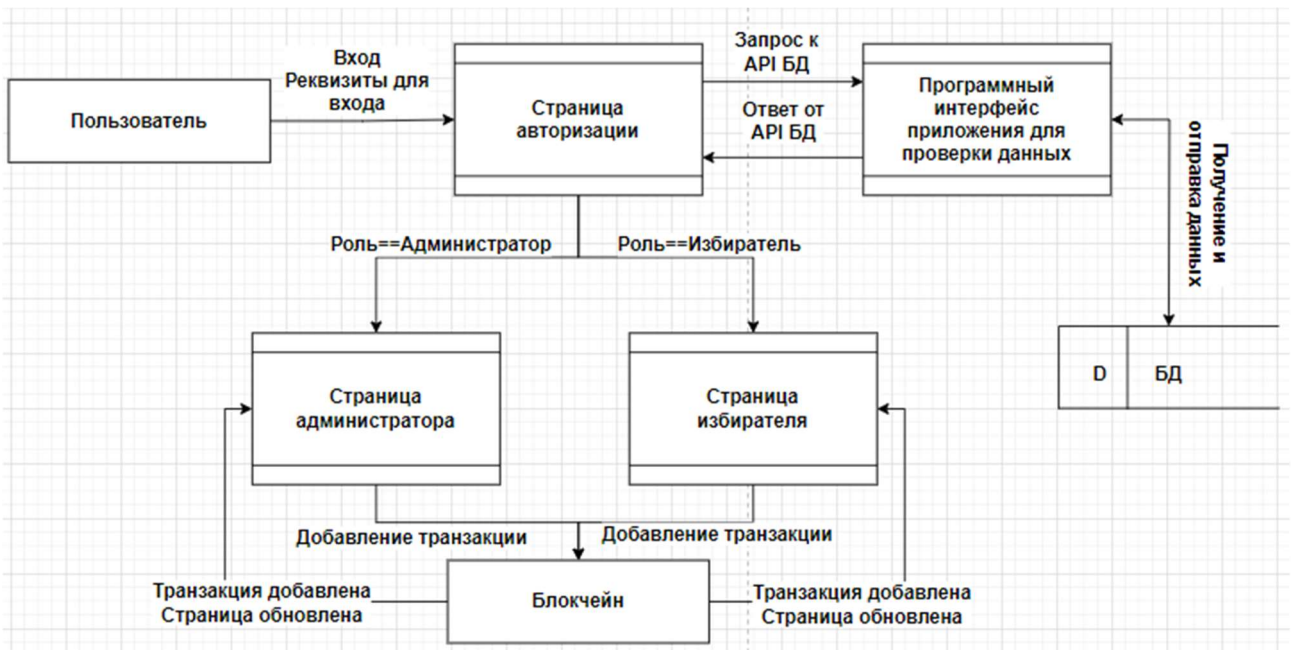 Пользователь
Вход
Реквизиты для
входа
Страница
авторизации
Запрос к
API БД
Ответ от
API БД
Программный
интерфейс
приложения для
проверки данных
Получение и
отправка данных
D
БД
Роль==Администратор
Роль==Избиратель
Страница
администратора
Страница
избирателя
Добавление транзакции
Добавление транзакции
Транзакция добавлена
Страница обновлена
Блокчейн
Транзакция добавлена
Страница обновлена